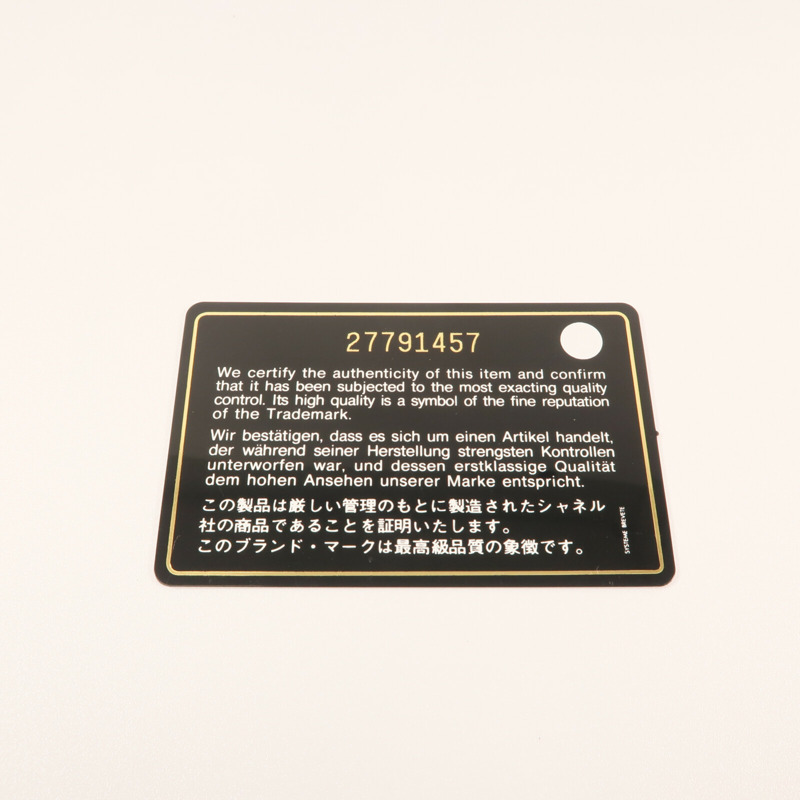 27791457
We certify the authenticity of this item and confirm
that it has been subjected to the most exacting quality
control. Its high quality is a symbol of the fine reputation
of the Trademark.
Wir bestätigen, dass es sich um einen Artikel handelt,
der während seiner Herstellung strengsten Kontrollen
unterworfen war, und dessen erstklassige Qualität
dem hohen Ansehen unserer Marke entspricht.
この製品は厳しい管理のもとに製造されたシャネル
社の商品であることを証明いたします。
このブランド・マークは最高級品質の象徴です。
SYSTEME BREVETE